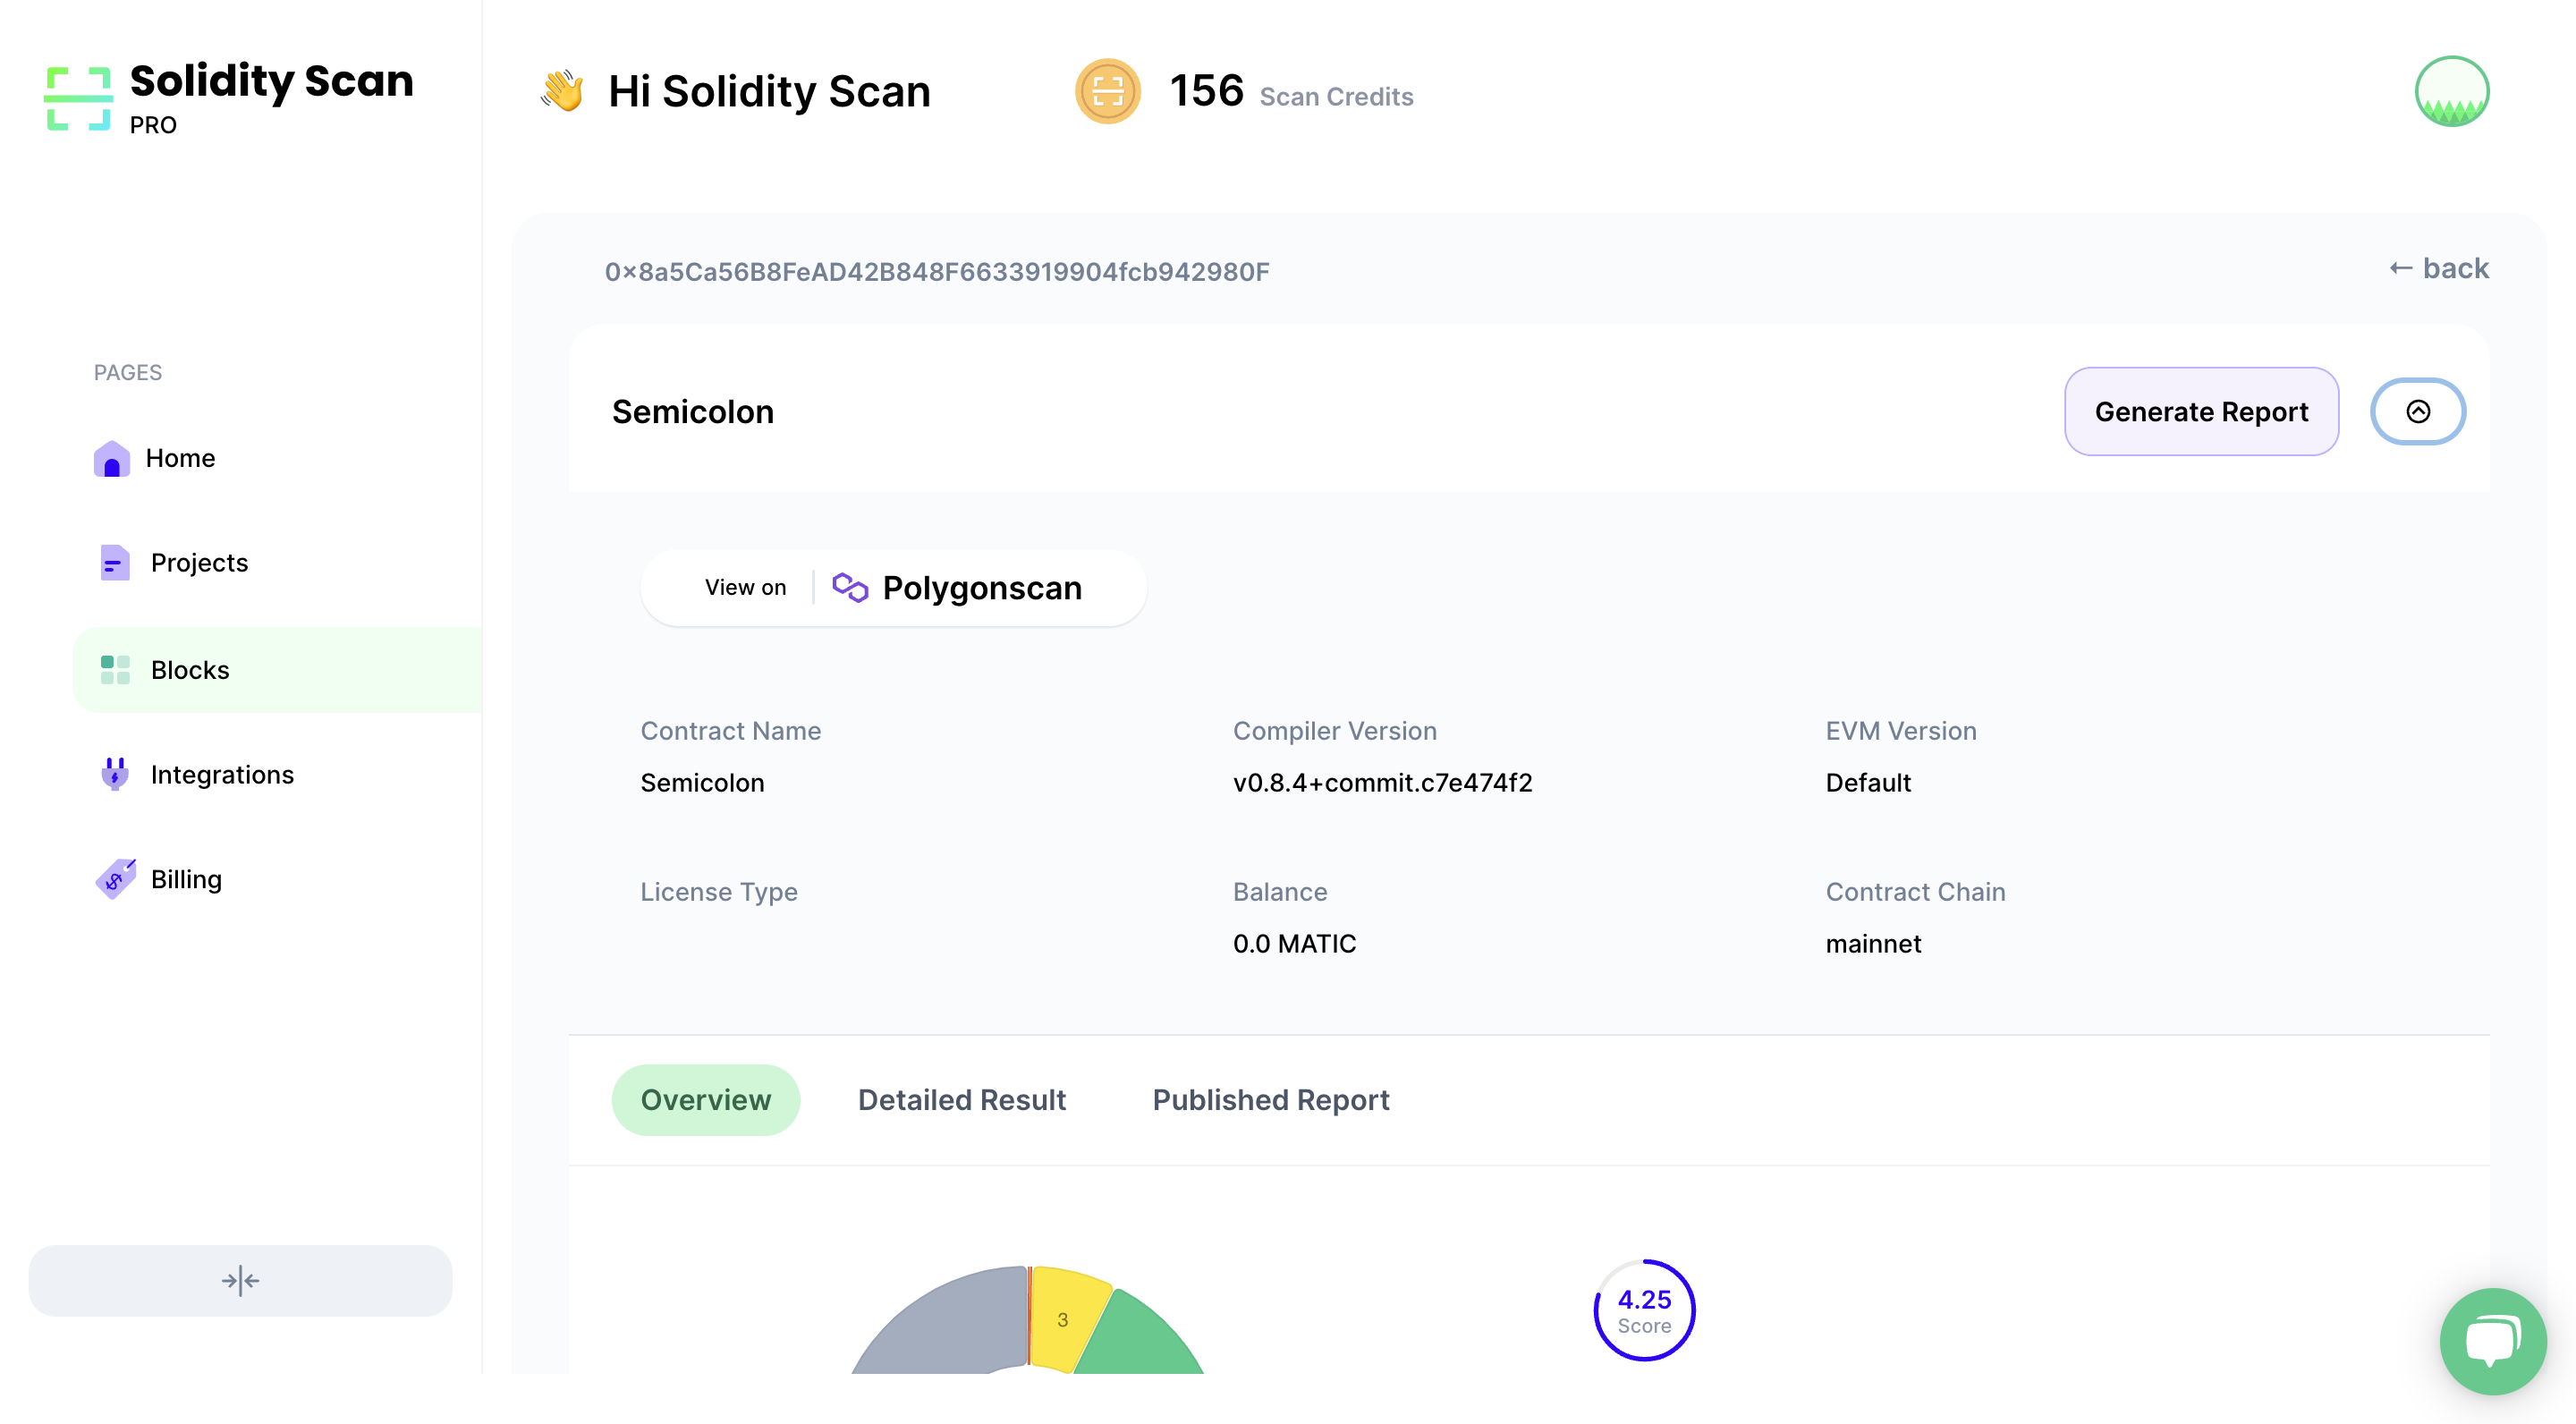 Solidity Scan
PRO
Hi Solidity Scan
156 Scan Credits
PAGES
Home
Projects
Blocks
Integrations
Billing
0x8a5Ca56B8FeAD42B848F6633919904fcb942980F
← back
Semicolon
Generate Report
View on Polygonscan
Contract Name
Semicolon
Compiler Version
v0.8.4+commit.c7e474f2
EVM Version
Default
License Type
Balance
0.0 MATIC
Contract Chain
mainnet
Overview
Detailed Result
Published Report
3
4.25
Score